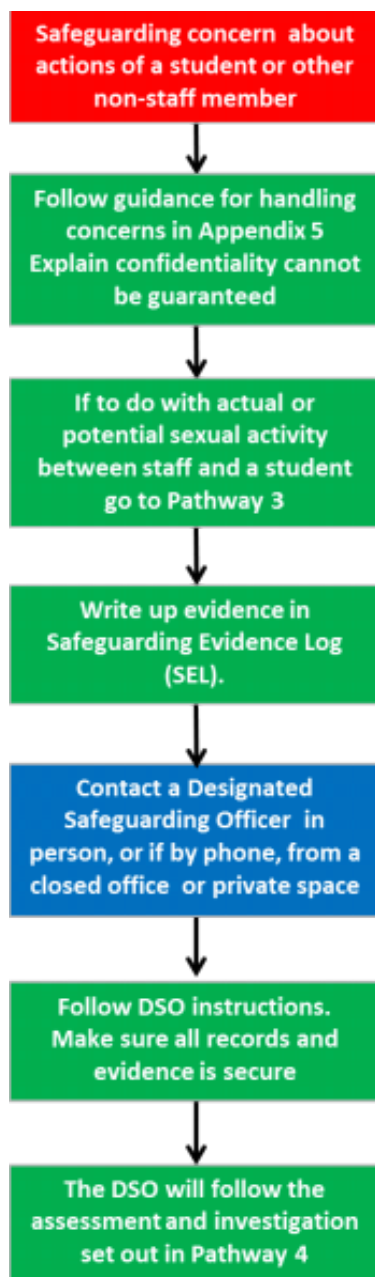 Safeguarding concern about
actions of a student or other
non-staff member
Follow guidance for handling
concerns in Appendix 5
Explain confidentiality cannot
be guaranteed
If to do with actual or
potential sexual activity
between staff and a student
go to Pathway 3
Write up evidence in
Safeguarding Evidence Log
(SEL).
Contact a Designated
Safeguarding Officer in
person, or if by phone, from a
closed office or private space
Follow DSO instructions.
Make sure all records and
evidence is secure
The DSO will follow the
assessment and investigation
set out in Pathway 4